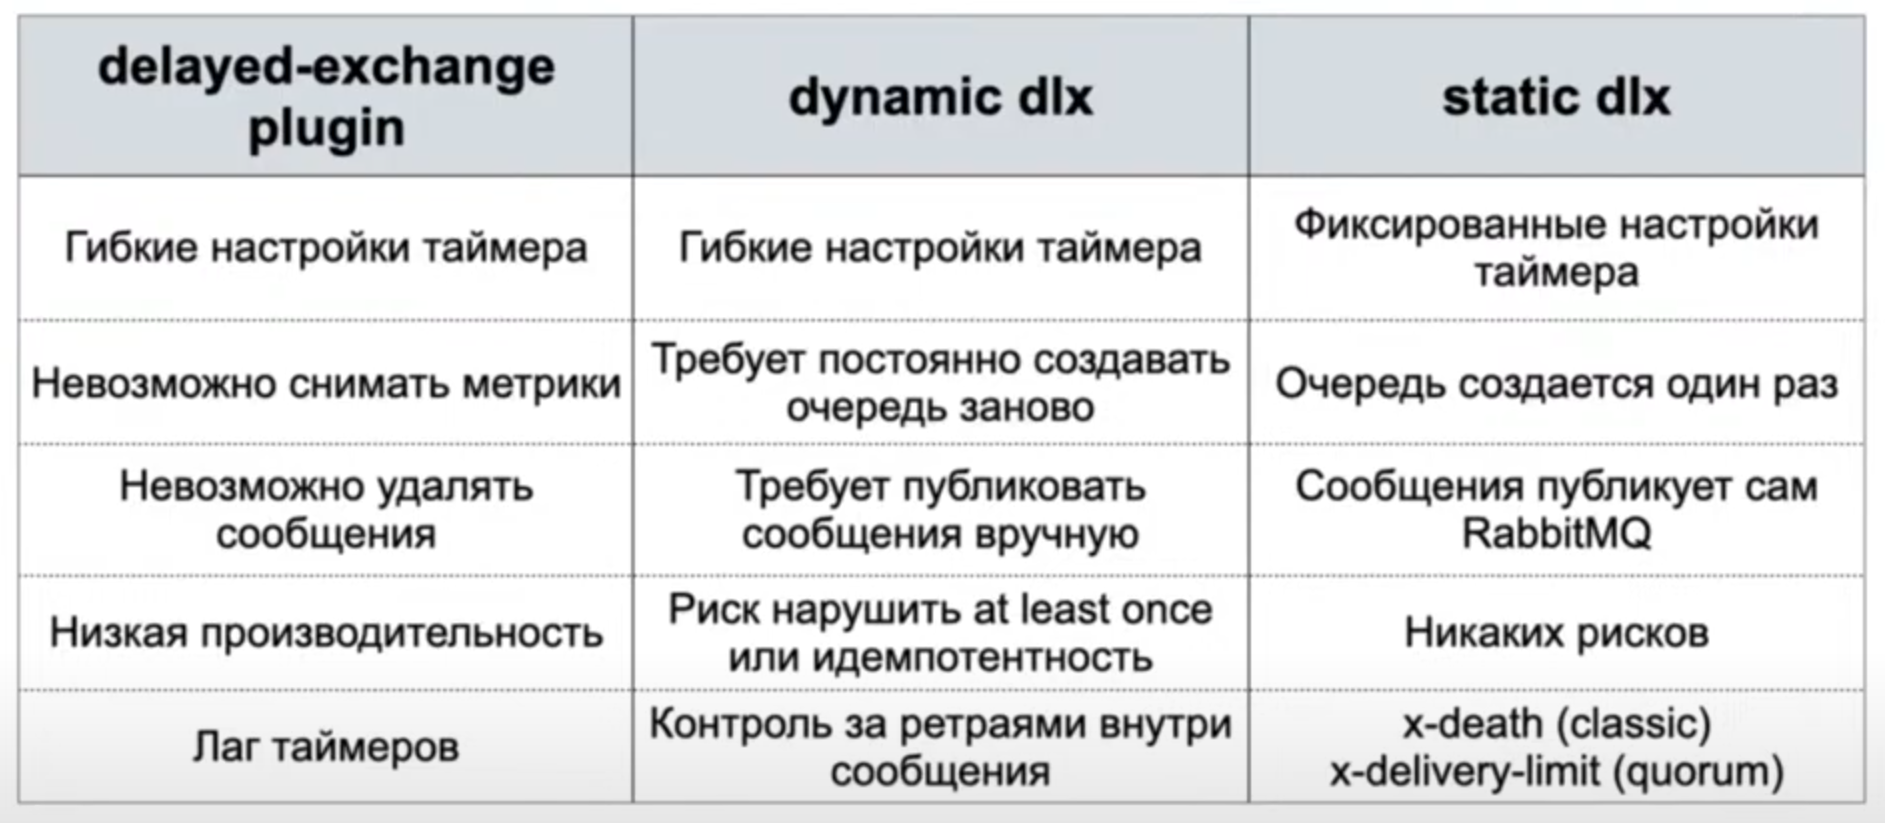 delayed-exchange
plugin
dynamic dlx
static dlx
Гибкие настройки таймера
Гибкие настройки таймера
Фиксированные настройки
таймера
Невозможно снимать метрики
Требует постоянно создавать
очередь заново
Очередь создается один раз
Невозможно удалять
сообщения
Требует публиковать
сообщения вручную
Сообщения публикует сам
RabbitMQ
Низкая производительность
Риск нарушить at least once
или идемпотентность
Никаких рисков
Лаг таймеров
Контроль за ретраями внутри
сообщения
x-death (classic)
x-delivery-limit (quorum)